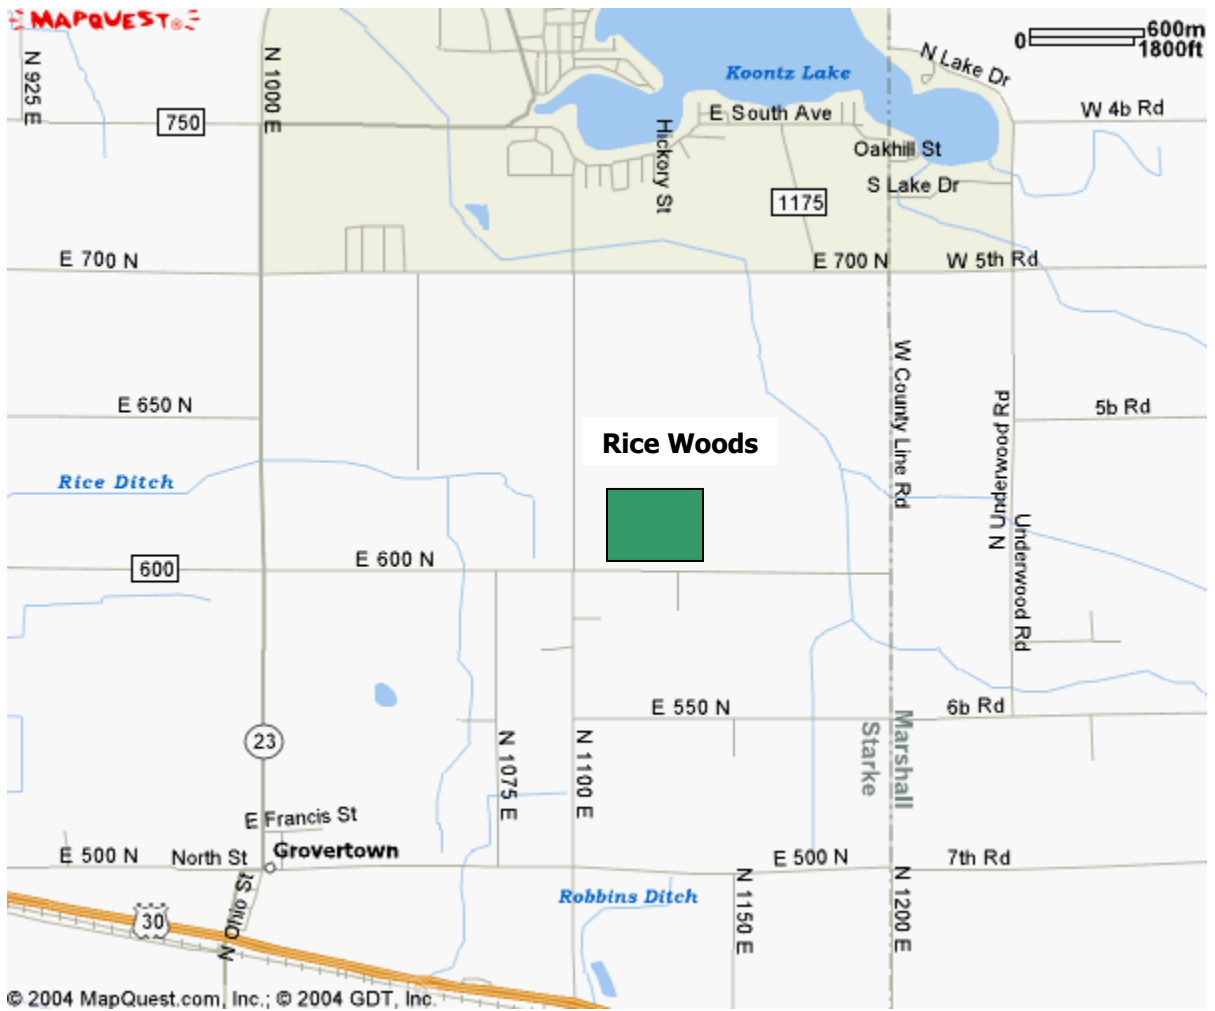 MAPQUEST®
0
600m
1800ft
N 925 E
N 1000 E
Koontz Lake
N Lake Dr
750
Hickory St
E South Ave
W 4b Rd
Oakhill St
S Lake Dr
1175
E 700 N
E 700 N
W 5th Rd
W County Line Rd
E 650 N
N Underwood Rd
5b Rd
Rice Woods
Rice Ditch
Underwood Rd
600
E 600 N
E 550 N
6b Rd
23
N 1075 E
N 1100 E
Starke
Marshall
E Francis St
E 500 N
North St
Grovertown
E 500 N
7th Rd
N Ohio St
30
Robbins Ditch
N 1150 E
N 1200 E
© 2004 MapQuest.com, Inc.; © 2004 GDT, Inc.